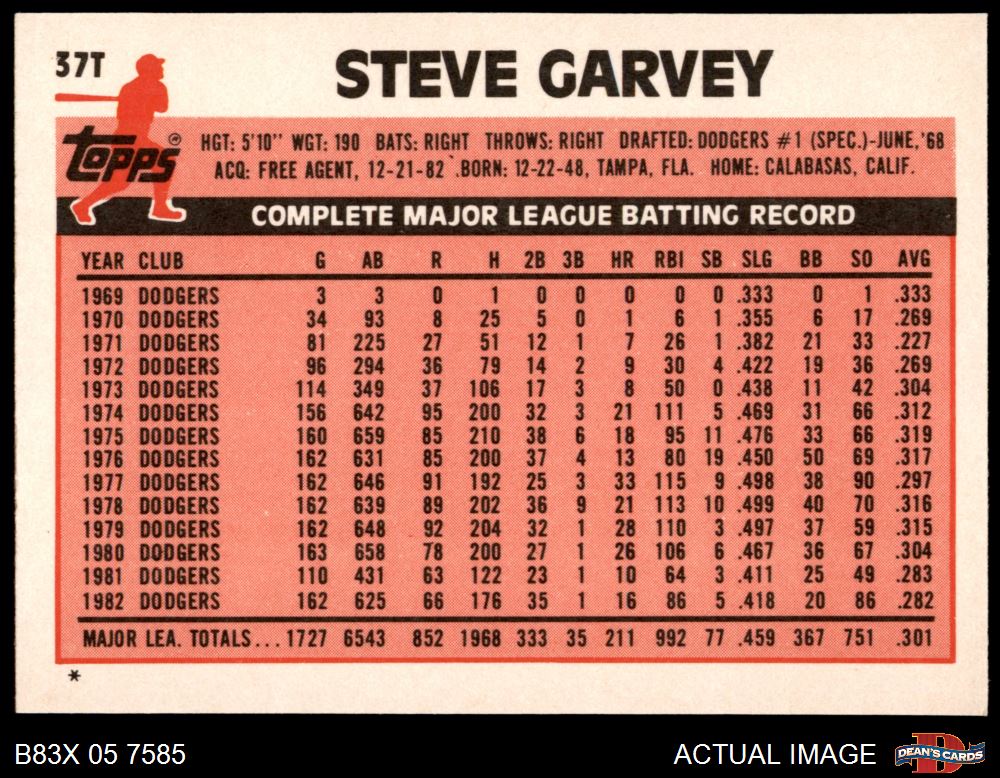 37T
STEVE GARVEY
Topps®
HGT: 5'10" WGT: 190 BATS: RIGHT THROWS: RIGHT DRAFTED: DODGERS #1 (SPEC.)-JUNE,'68
ACQ: FREE AGENT, 12-21-82 .BORN: 12-22-48, TAMPA, FLA. HOME: CALABASAS, CALIF.
COMPLETE MAJOR LEAGUE BATTING RECORD
YEAR CLUB G AB R H 2B 3B HR RBI SB SLG BB SO AVG
1969 DODGERS 3 3 0 1 0 0 0 0 0 .333 0 1 .333
1970 DODGERS 34 93 8 25 5 0 1 6 1 .355 6 17 .269
1971 DODGERS 81 225 27 51 12 1 7 26 1 .382 21 33 .227
1972 DODGERS 96 294 36 79 14 2 9 30 4 .422 19 36 .269
1973 DODGERS 114 349 37 106 17 3 8 50 0 .438 11 42 .304
1974 DODGERS 156 642 95 200 32 3 21 111 5 .469 31 66 .312
1975 DODGERS 160 659 85 210 38 6 18 95 11 .476 33 66 .319
1976 DODGERS 162 631 85 200 37 4 13 80 19 .450 50 69 .317
1977 DODGERS 162 646 91 192 25 3 33 115 9 .498 38 90 .297
1978 DODGERS 162 639 89 202 36 9 21 113 10 .499 40 70 .316
1979 DODGERS 162 648 92 204 32 1 28 110 3 .497 37 59 .315
1980 DODGERS 163 658 78 200 27 1 26 106 6 .467 36 67 .304
1981 DODGERS 110 431 63 122 23 1 10 64 3 .411 25 49 .283
1982 DODGERS 162 625 66 176 35 1 16 86 5 .418 20 86 .282
MAJOR LEA. TOTALS... 1727 6543 852 1968 333 35 211 992 77 .459 367 751 .301
*
B83X 05 7585
ACTUAL IMAGE
DEAN'S CARDS